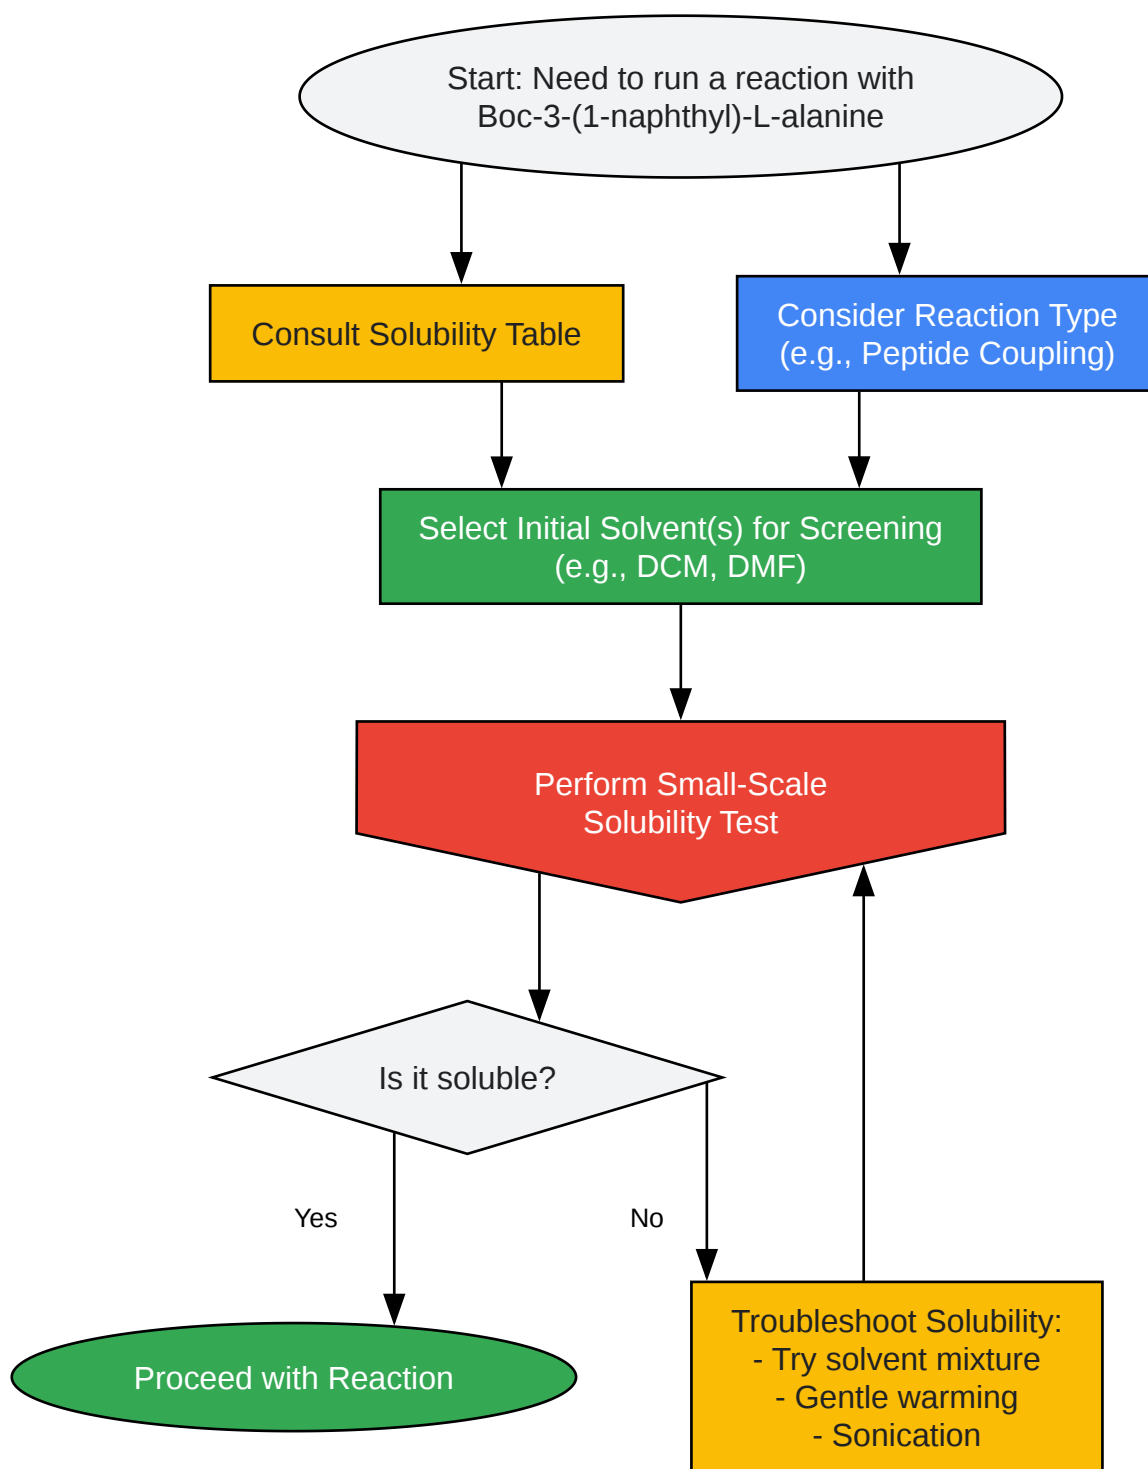 Start: Need to run a reaction with
Boc-3-(1-naphthyl)-L-alanine
Consult Solubility Table
Consider Reaction Type
(e.g., Peptide Coupling)
Select Initial Solvent(s) for Screening
(e.g., DCM, DMF)
Perform Small-Scale
Solubility Test
Is it soluble?
Yes
No
Proceed with Reaction
Troubleshoot Solubility:
- Try solvent mixture
- Gentle warming
- Sonication